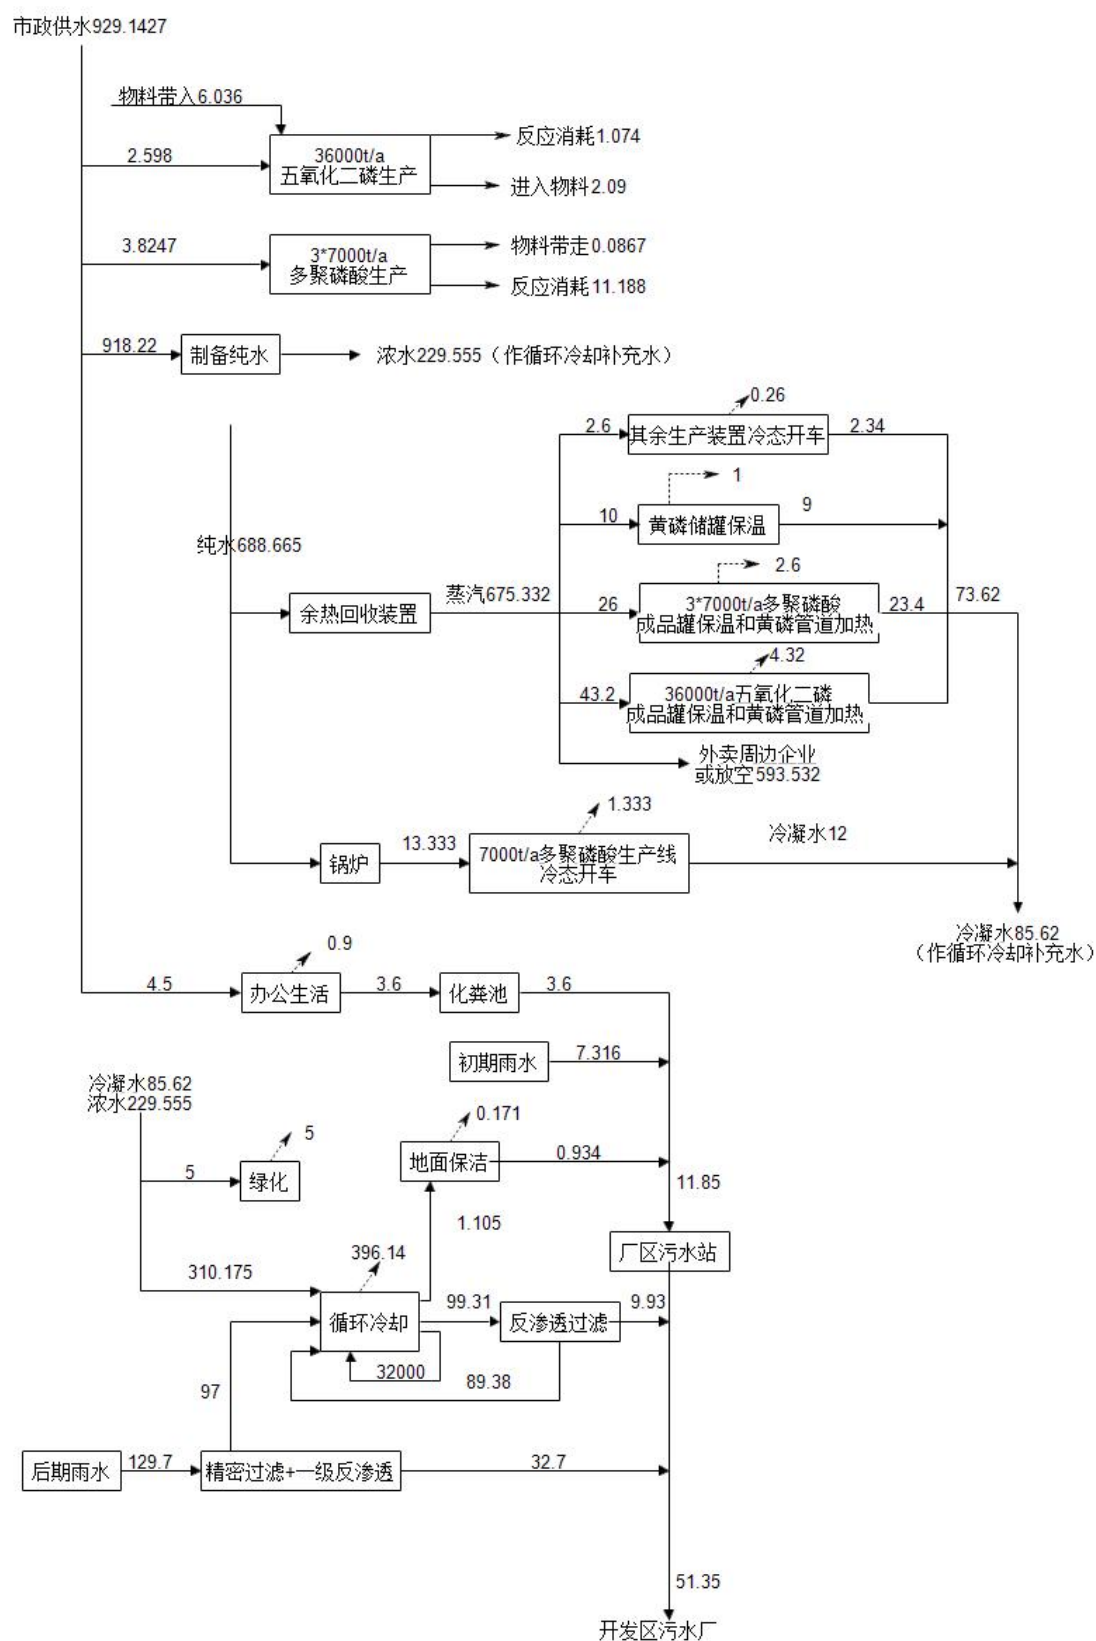 市政供水929.1427
物料带入6.036
2.598
36000t/a
五氧化二磷生产
反应消耗1.074
进入物料2.09
3.8247
3*7000t/a
多聚磷酸生产
物料带走0.0867
反应消耗11.188
918.22
制备纯水
浓水229.555（作循环冷却补充水）
0.26
2.6
其余生产装置冷态开车
2.34
1
10
黄磷储罐保温
9
纯水688.665
2.6
余热回收装置
蒸汽675.332
26
3*7000t/a多聚磷酸
成品罐保温和黄磷管道加热
23.4
73.62
4.32
43.2
36000t/a五氧化二磷
成品罐保温和黄磷管道加热
外卖周边企业
或放空593.532
1.333
锅炉
13.333
7000t/a多聚磷酸生产线
冷态开车
冷凝水12
冷凝水85.62
（作循环冷却补充水）
0.9
4.5
办公生活
3.6
化粪池
3.6
初期雨水
7.316
冷凝水85.62
浓水229.555
5
5
绿化
0.171
地面保洁
0.934
11.85
1.105
厂区污水站
310.175
396.14
循环冷却
99.31
反渗透过滤
9.93
32000
89.38
97
后期雨水
129.7
精密过滤+一级反渗透
32.7
51.35
开发区污水厂